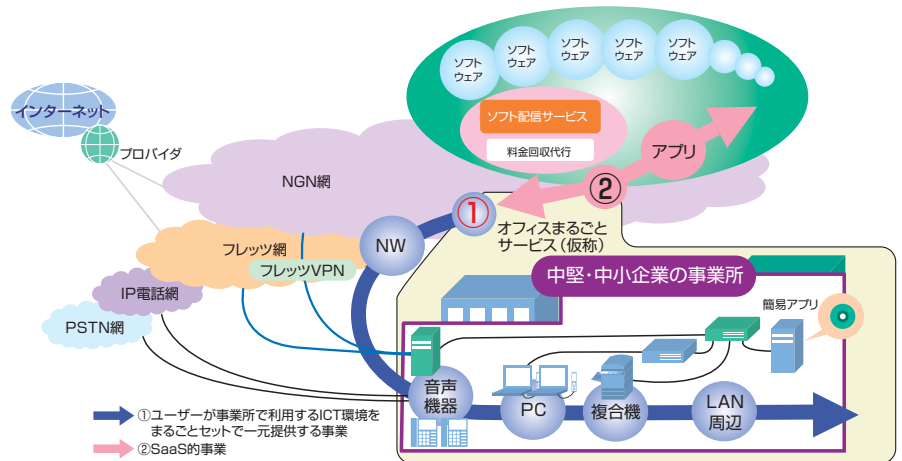 ソフト
ウェア
ソフト
ウェア
ソフト
ウェア
ソフト
ウェア
ソフト
ウェア
ソフト配信サービス
料金回収代行
アプリ
②
①
インターネット
プロバイダ
NGN網
NW
オフィスまるごと
サービス(仮称)
フレッツ網
フレッツVPN
IP電話網
PSTN網
中堅・中小企業の事業所
簡易アプリ
音声
機器
PC
複合機
LAN
周辺
①ユーザーが事業所で利用するICT環境を
まるごとセットで一元提供する事業
②SaaS的事業